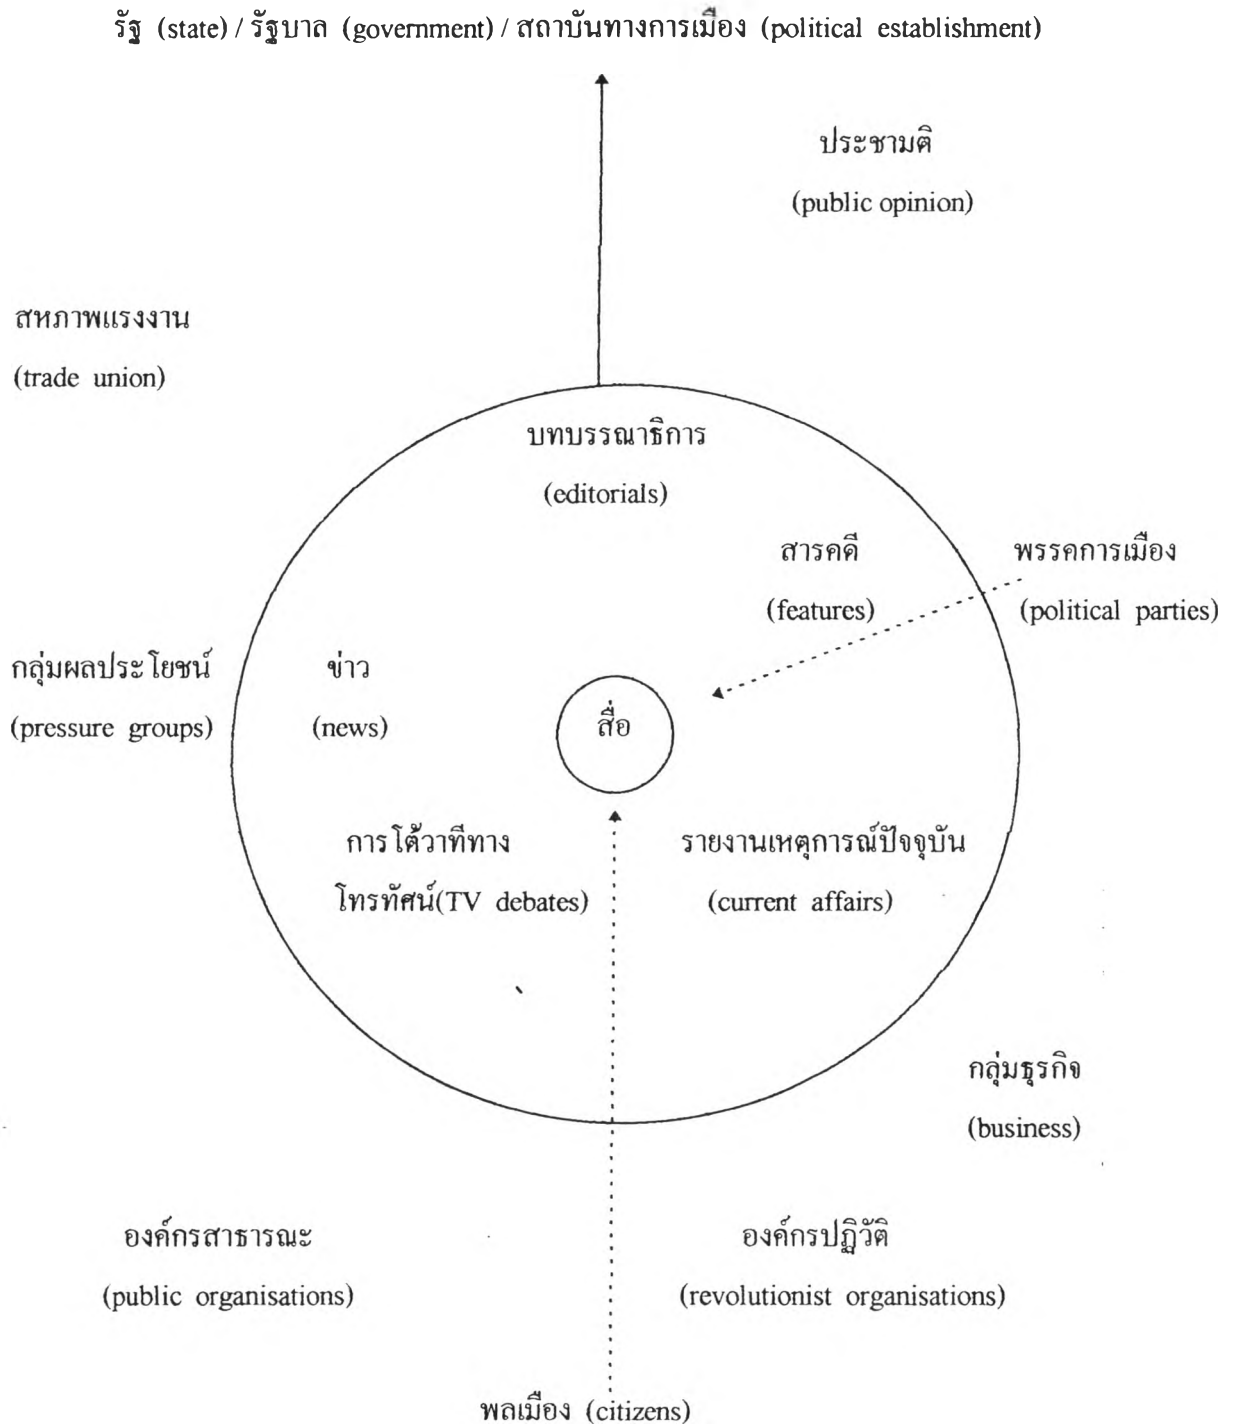 รัฐ (state) / รัฐบาล (government) / สถาบันทางการเมือง (political establishment)
ประชามติ
(public opinion)
สหภาพแรงงาน
(trade union)
บทบรรณาธิการ
(editorials)
สารคดี
(features)
พรรคการเมือง
(political parties)
กลุ่มผลประโยชน์
(pressure groups)
ข่าว
(news)
สื่อ
การโต้วาทีทาง
โทรทัศน์(TV debates)
รายงานเหตุการณ์ปัจจุบัน
(current affairs)
กลุ่มธุรกิจ
(business)
องค์กรสาธารณะ
(public organisations)
องค์กรปฏิวัติ
(revolutionist organisations)
พลเมือง (citizens)